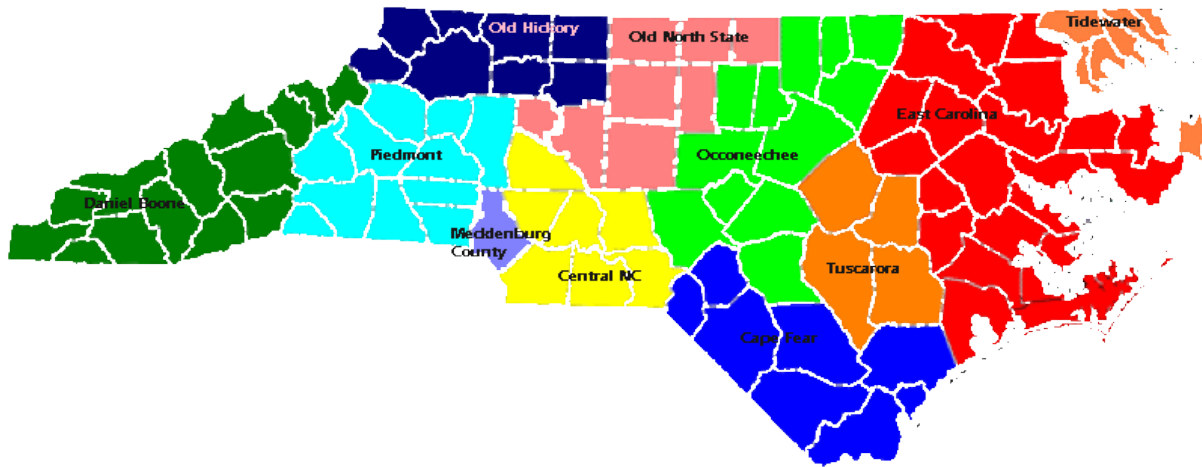 Tidewater
Old Hickory
Old North State
East Carolina
Piedmont
Occoneechee
Daniel Boone
Mecklenburg
County
Central NC
Tuscarora
Cape Fear